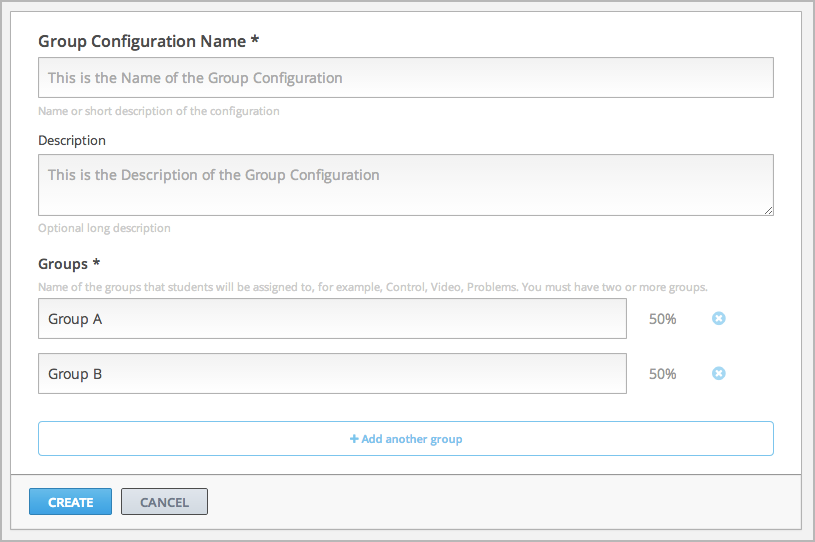 Group Configuration Name *
This is the Name of the Group Configuration
Name or short description of the configuration
Description
This is the Description of the Group Configuration
Optional long description
Groups *
Name of the groups that students will be assigned to, for example, Control, Video, Problems. You must have two or more groups.
Group A 50%
Group B 50%
+ Add another group
CREATE CANCEL